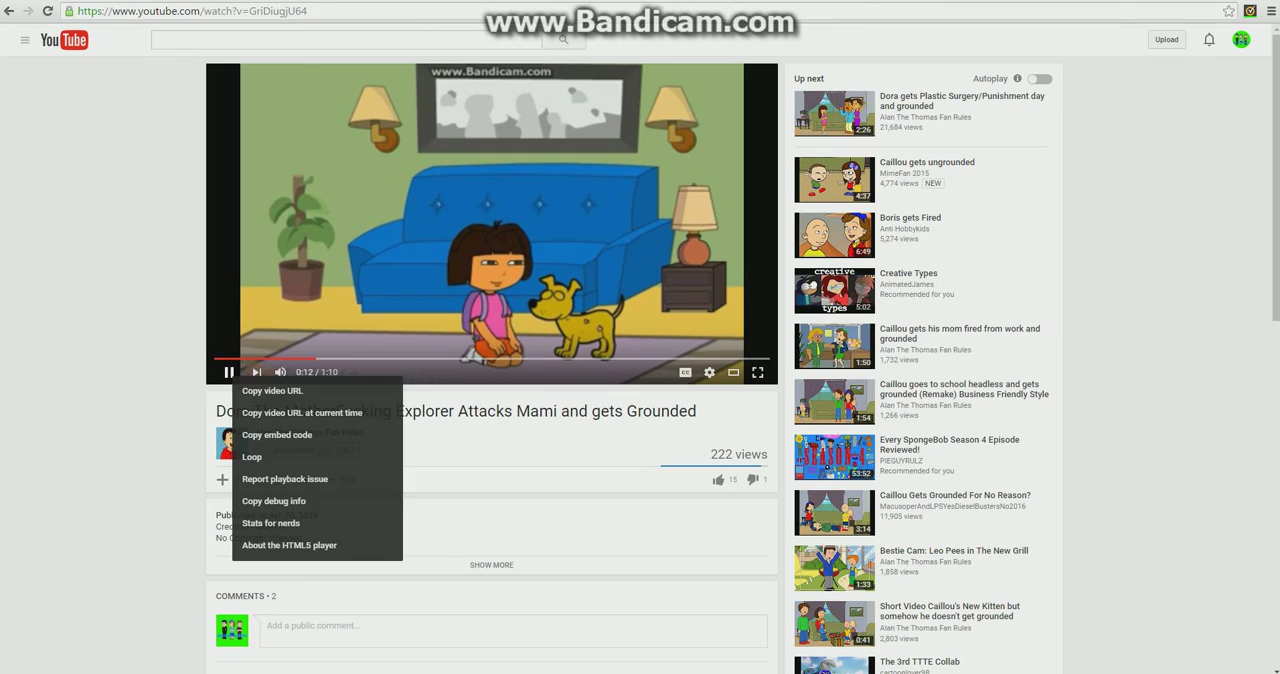 https://www.youtube.com/watch?v=GriDiugjU64
www.Bandicam.com
YouTube
Upload
www.Bandicam.com
0:12 / 1:10
CC
Copy video URL
Copy video URL at current time
Copy embed code
Loop
Report playback issue
Copy debug info
Stats for nerds
About the HTML5 player
Explorer Attacks Mami and gets Grounded
Fan Rules
222 views
15
1
SHOW MORE
COMMENTS • 2
Add a public comment...
Up next
Autoplay
Dora gets Plastic Surgery/Punishment day
and grounded
Alan The Thomas Fan Rules
21,684 views
2:26
Caillou gets ungrounded
MimeFan 2015
4,774 views NEW
4:37
Boris gets Fired
Anti Hobbykids
5,274 views
6:49
creative
types
Creative Types
AnimatedJames
Recommended for you
5:02
Caillou gets his mom fired from work and
grounded
Alan The Thomas Fan Rules
1,732 views
1:50
Caillou goes to school headless and gets
grounded (Remake) Business Friendly Style
Alan The Thomas Fan Rules
1,266 views
1:54
SEASON 4
Every SpongeBob Season 4 Episode
Reviewed!
PIEGUYRULZ
Recommended for you
53:52
Caillou Gets Grounded For No Reason?
MacusoperAndLPSYesDieselBustersNo2016
11,905 views
3:14
Bestie Cam: Leo Pees in The New Grill
Alan The Thomas Fan Rules
1,858 views
1:33
Short Video Caillou's New Kitten but
somehow he doesn't get grounded
Alan The Thomas Fan Rules
2,803 views
0:41
The 3rd TTTE Collab
cartoonlover98